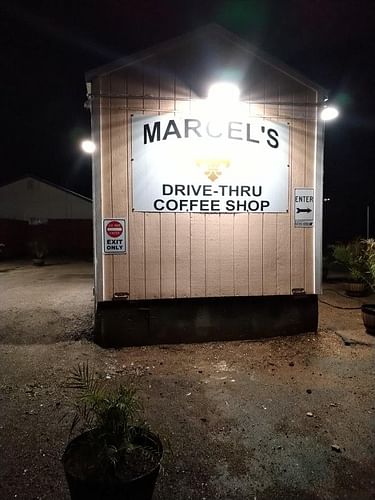 MARCEL'S
DRIVE-THRU
COFFEE SHOP
ENTER
EXIT
ONLY